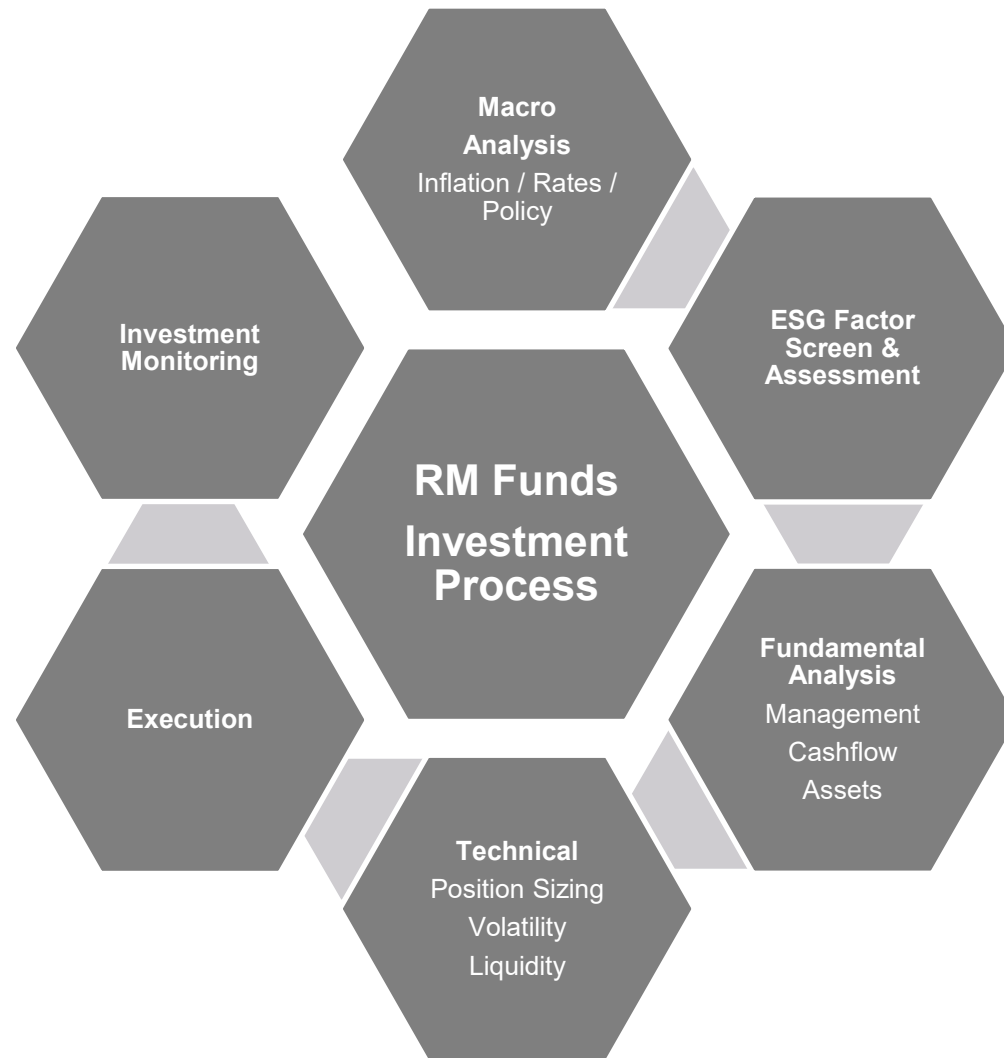 Macro
Analysis
Inflation / Rates /
Policy
ESG Factor
Screen &
Assessment
Fundamental
Analysis
Management
Cashflow
Assets
Technical
Position Sizing
Volatility
Liquidity
Execution
Investment
Monitoring
RM Funds
Investment
Process